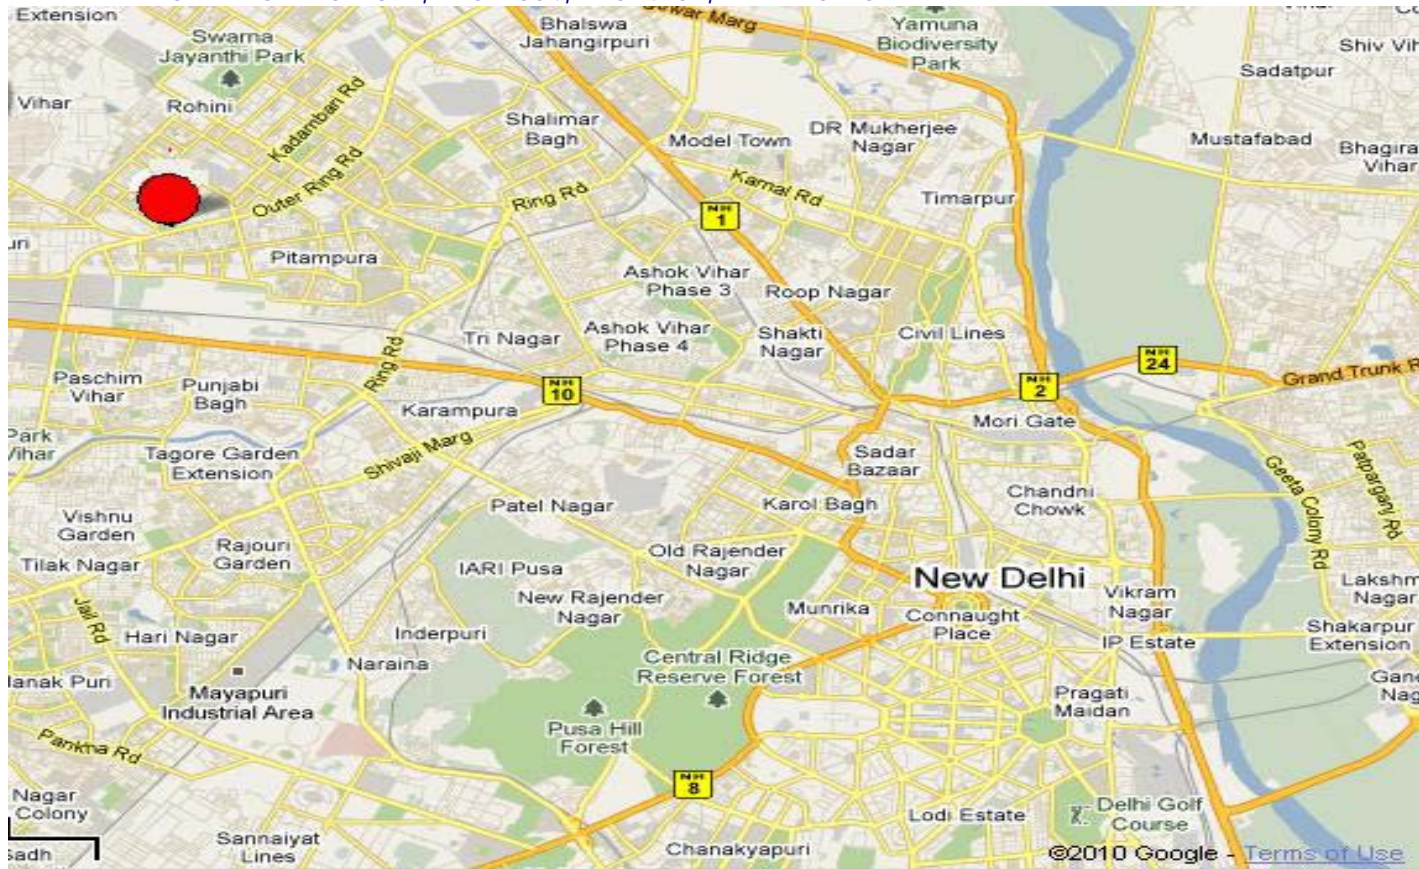 Extension
Swarna
Jayanthi Park
Vihar
Rohini
Kadambari Rd
Outer Ring Rd
Pitampura
Bhalswa
Jahangirpuri
Shalimar
Bagh
Model Town
DR Mukherjee
Nagar
Yamuna
Biodiversity
Park
Sadatpur
Mustafabad
Ring Rd
NH
1
Karnal Rd
Timarpur
Ashok Vihar
Phase 3
Roop Nagar
Tri Nagar
Ashok Vihar
Phase 4
Shakti
Nagar
Civil Lines
NH
24
Grand Trunk
Paschim
Vihar
Punjabi
Bagh
Ring Rd
NH
10
NH
2
Karampura
Mori Gate
Park
Vihar
Tagore Garden
Extension
Shivaji Marg
Sadar
Bazaar
Geeta Colony Rd
Patparganj Rd
Patel Nagar
Karol Bagh
Chandni
Chowk
Vishnu
Garden
Tilak Nagar
Rajouri
Garden
IARI Pusa
Old Rajender
Nagar
New Delhi
New Rajender
Nagar
Munrika
Connaught
Place
Vikram
Nagar
Nagar
Jail Rd
Hari Nagar
Inderpuri
IP Estate
Shakarpur
Extension
Naraina
Central Ridge
Reserve Forest
Puri
Mayapuri
Industrial Area
Pragati
Maidan
Pusa Hill
Forest
Pankha Rd
NH
8
Nagar
Colony
Lodi Estate
Delhi Golf
Course
Sannaiyat
Lines
Chanakyapuri
©2010 Google - Terms of Use